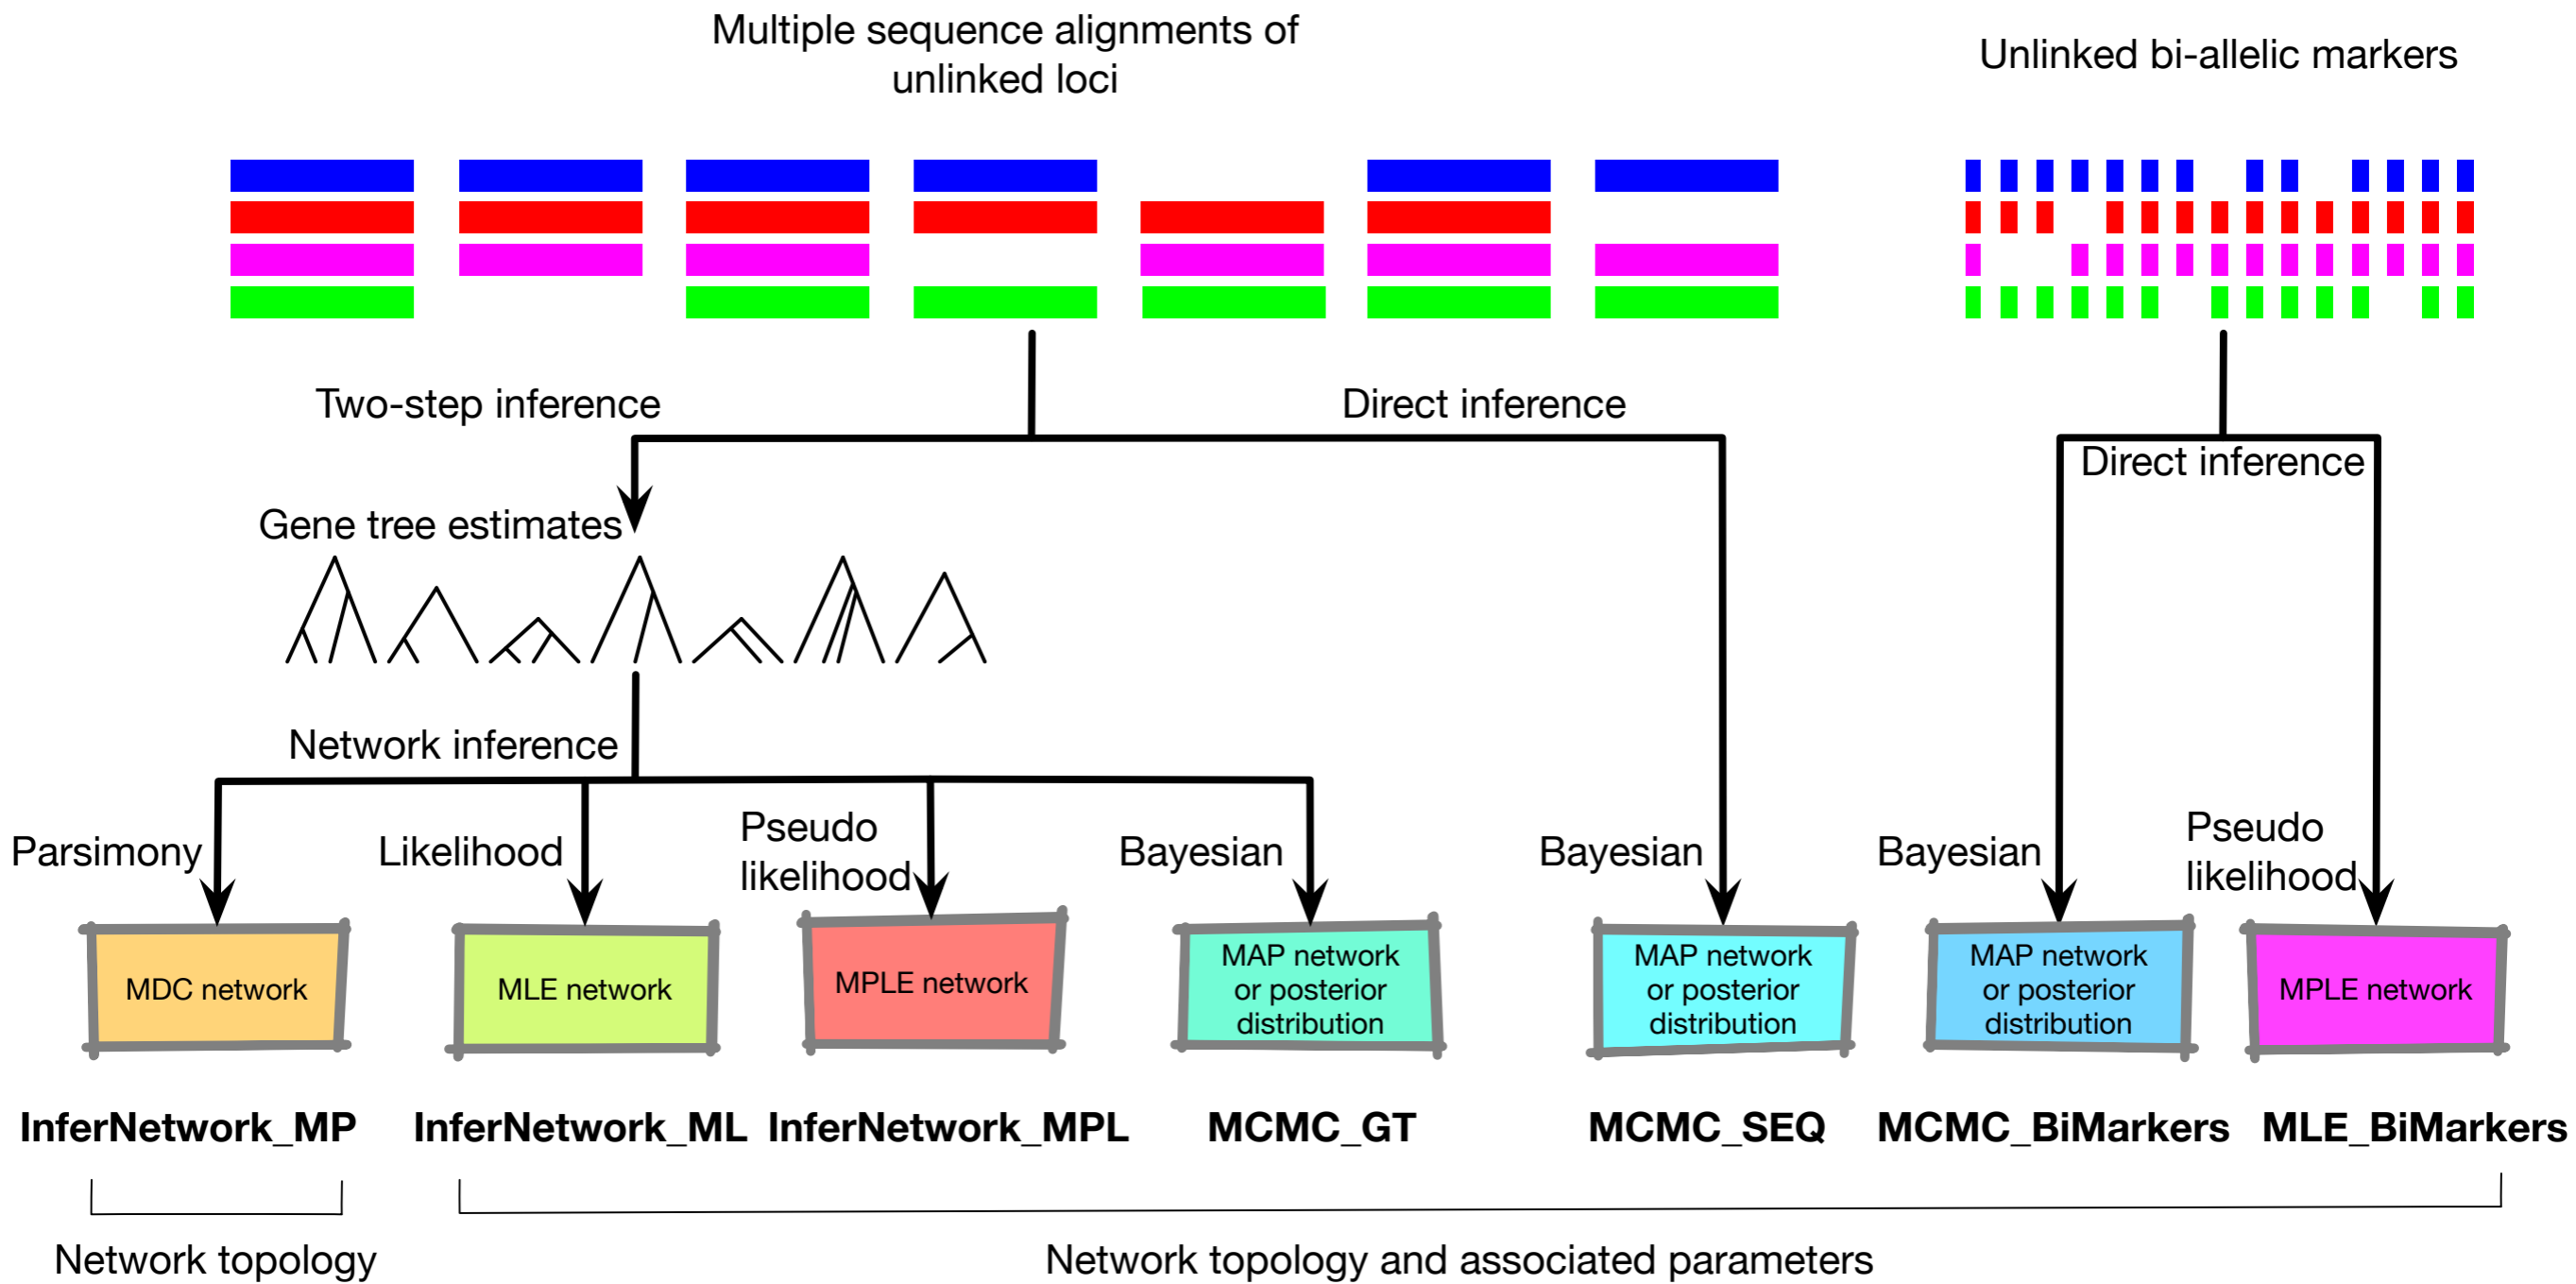 Multiple sequence alignments of
unlinked loci
Unlinked bi-allelic markers
Two-step inference
Direct inference
Direct inference
Gene tree estimates
Network inference
Parsimony
Likelihood
Pseudo
likelihood
Bayesian
Bayesian
Bayesian
Pseudo
likelihood
MDC network
MLE network
MPLE network
MAP network
or posterior
distribution
MAP network
or posterior
distribution
MAP network
or posterior
distribution
MPLE network
InferNetwork_MP
InferNetwork_ML
InferNetwork_MPL
MCMC_GT
MCMC_SEQ
MCMC_BiMarkers
MLE_BiMarkers
Network topology
Network topology and associated parameters